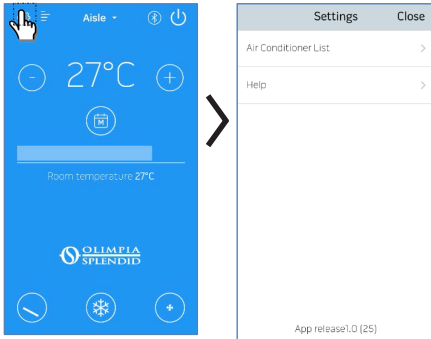 Aisle
- 27°C +
M
Room temperature 27°C
OLIMPIA
SPLENDID
Settings Close
Air Conditioner List
Help
App release1.0 (25)